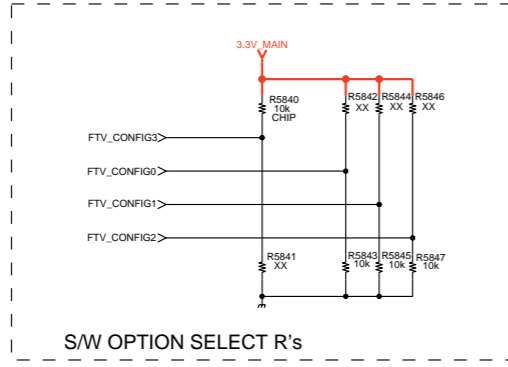 3.3V_MAIN
R5840
10k
CHIP
R5842
XX
R5844
XX
R5846
XX
FTV_CONFIG3
FTV_CONFIG0
FTV_CONFIG1
FTV_CONFIG2
R5841
XX
R5843
10k
R5845
10k
R5847
10k
S/W OPTION SELECT R's